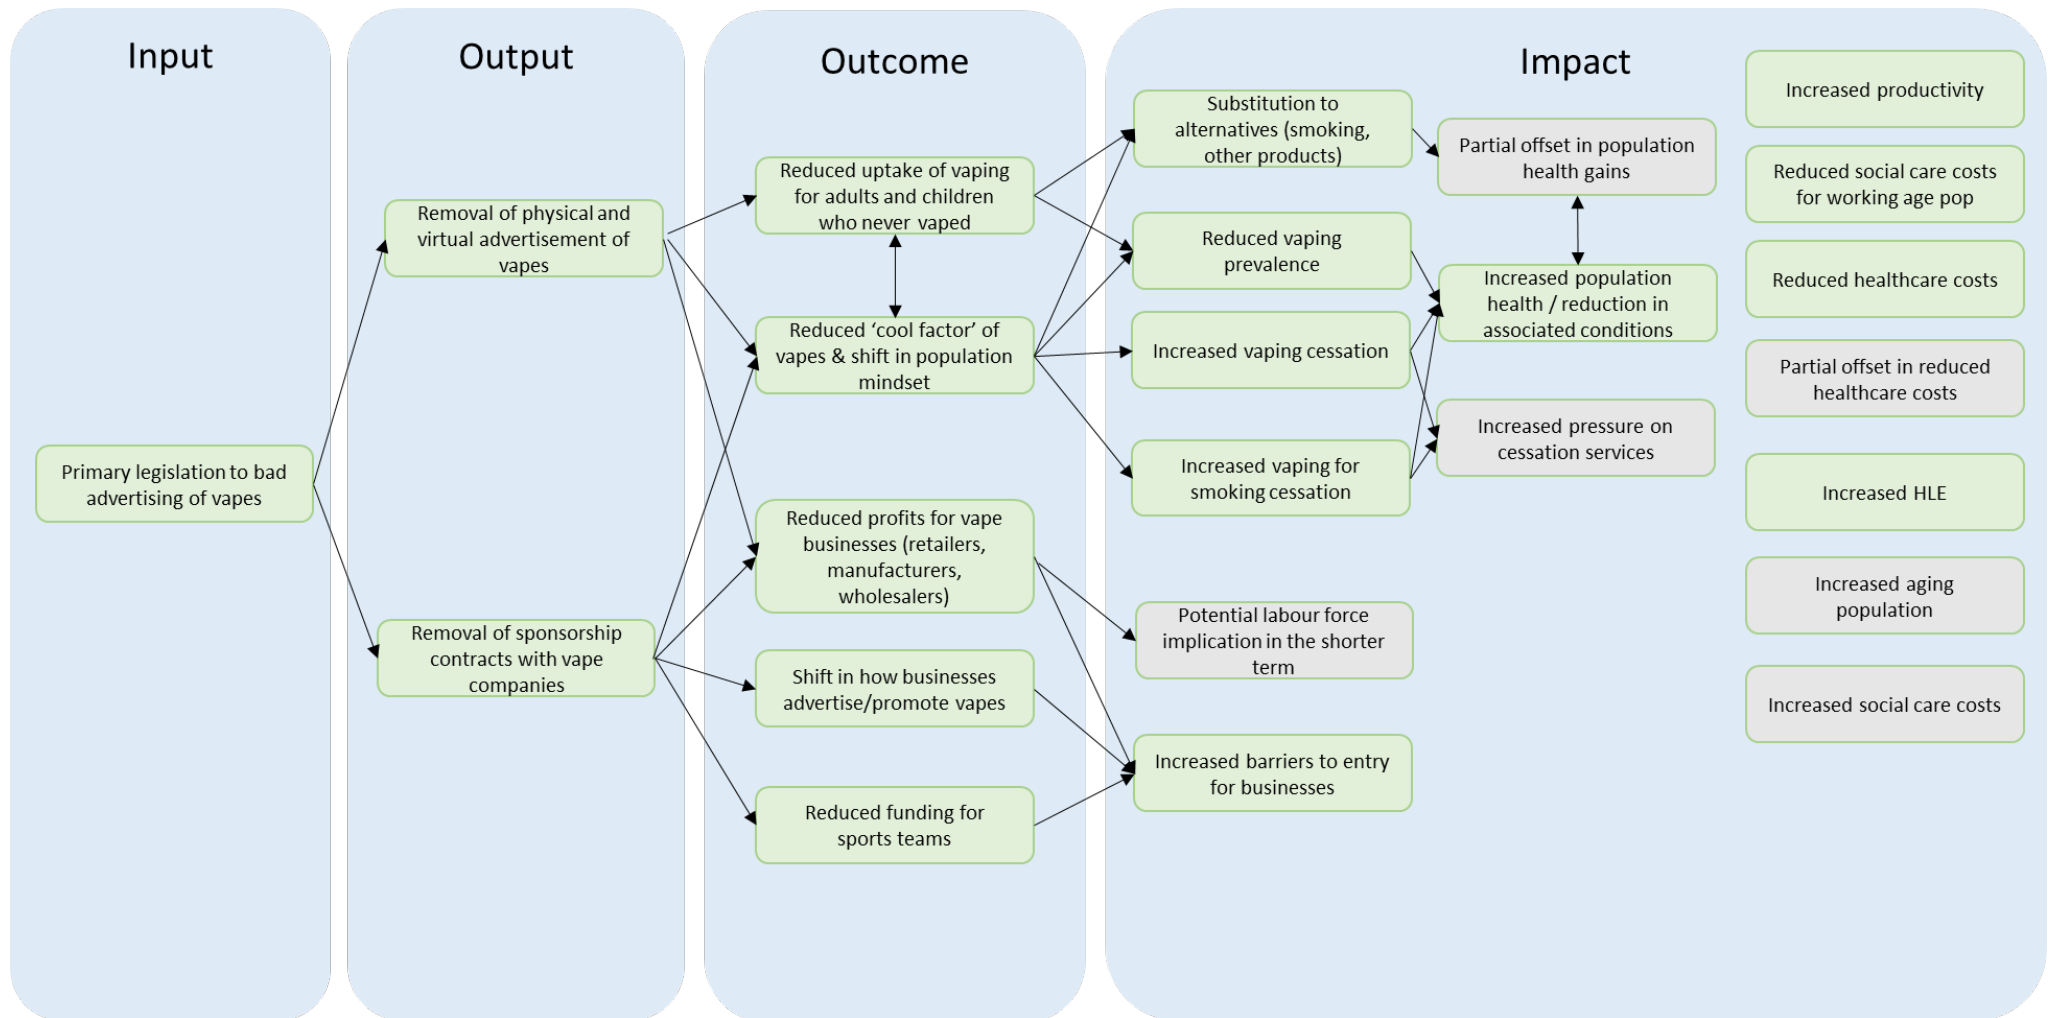 Input
Primary legislation to bad
advertising of vapes
Output
Removal of physical and
virtual advertisement of
vapes
Removal of sponsorship
contracts with vape
companies
Outcome
Reduced uptake of vaping
for adults and children
who never vaped
Reduced ‘cool factor’ of
vapes & shift in population
mindset
Reduced profits for vape
businesses (retailers,
manufacturers,
wholesalers)
Shift in how businesses
advertise/promote vapes
Reduced funding for
sports teams
Impact
Substitution to
alternatives (smoking,
other products)
Reduced vaping
prevalence
Increased vaping cessation
Increased vaping for
smoking cessation
Potential labour force
implication in the shorter
term
Increased barriers to entry
for businesses
Partial offset in population
health gains
Increased population
health / reduction in
associated conditions
Increased pressure on
cessation services
Increased productivity
Reduced social care costs
for working age pop
Reduced healthcare costs
Partial offset in reduced
healthcare costs
Increased HLE
Increased aging
population
Increased social care costs